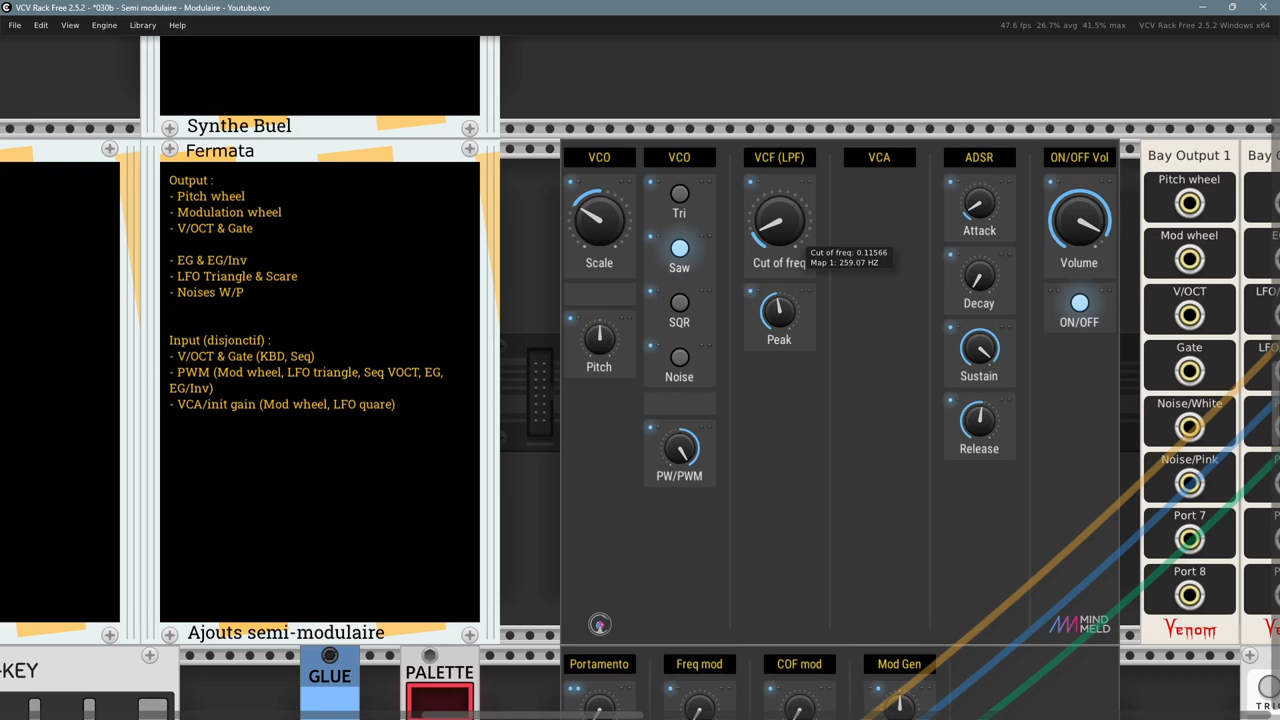 VCV Rack Free 2.5.2 - *030b - Semi modulaire - Modulaire - Youtube.vcv
File Edit View Engine Library Help
47.6 fps 26.7% avg 41.5% max VCV Rack Free 2.5.2 Windows x64
Synthe Buel
Fermata
Output :
- Pitch wheel
- Modulation wheel
- V/OCT & Gate
- EG & EG/Inv
- LFO Triangle & Scare
- Noises W/P
Input (disjonctif) :
- V/OCT & Gate (KBD, Seq)
- PWM (Mod wheel, LFO triangle, Seq VOCT, EG,
EG/Inv)
- VCA/init gain (Mod wheel, LFO quare)
Ajouts semi-modulaire
VCO
Scale
Pitch
VCO
Tri
Saw
SQR
Noise
PW/PWM
VCF (LPF)
Cut of freq
Cut of freq: 0.11566
Map 1: 259.07 HZ
Peak
VCA
ADSR
Attack
Decay
Sustain
Release
ON/OFF Vol
Volume
ON/OFF
MIND
MELD
Bay Output 1
Pitch wheel
Mod wheel
V/OCT
Gate
Noise/White
Noise/Pink
Port 7
Port 8
Venom
Bay C
LFO/
LFO
-KEY
GLUE
PALETTE
Portamento
Freq mod
COF mod
Mod Gen